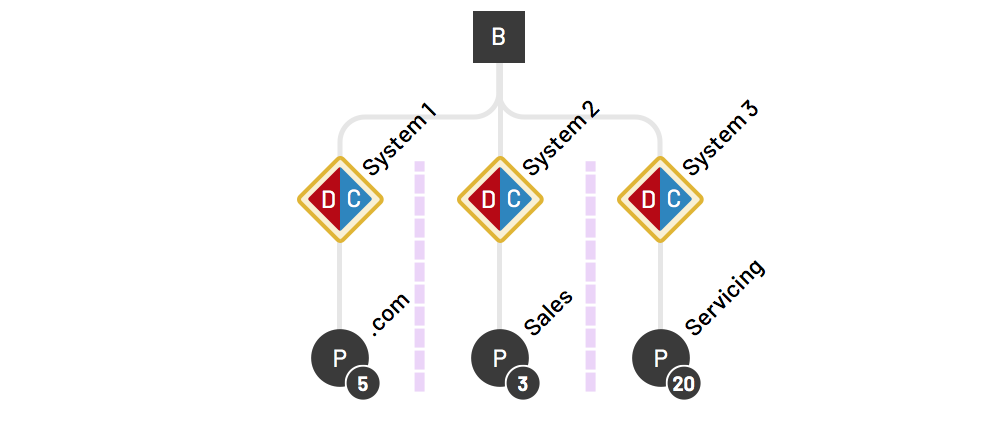 B
System 1
System 2
System 3
D C
D C
D C
.com
Sales
Servicing
P
5
P
3
P
20